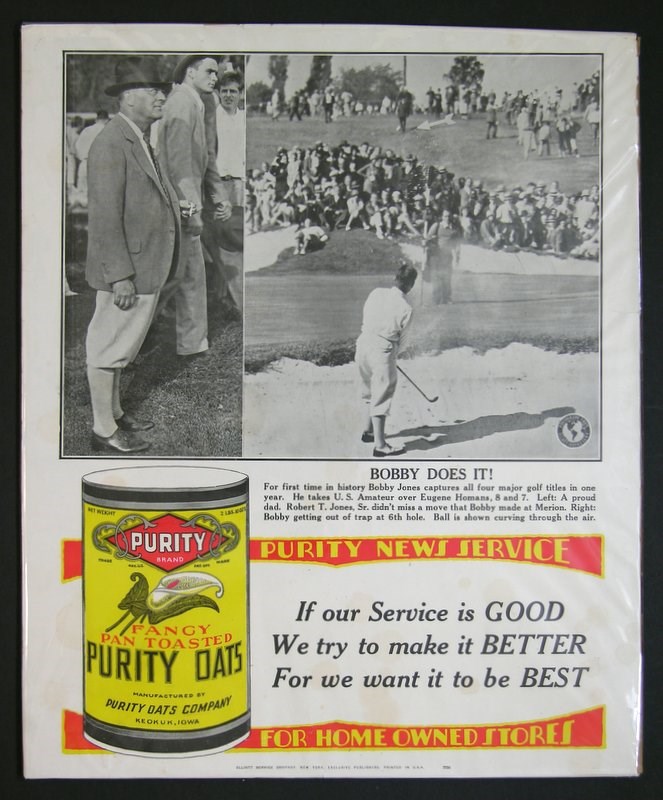 BOBBY DOES IT!
For first time in history Bobby Jones captures all four major golf titles in one
year. He takes U.S. Amateur over Eugene Homans, 8 and 7. Left: A proud
dad. Robert T. Jones, Sr. didn't miss a move that Bobby made at Merion. Right:
Bobby getting out of trap at 6th hole. Ball is shown curving through the air.
NET WEIGHT
PURITY
BRAND
FANCY
PAN TOASTED
PURITY OATS
MANUFACTURED BY
PURITY OATS COMPANY
KEOKUK, IOWA
PURITY NEWS SERVICE
If our Service is GOOD
We try to make it BETTER
For we want it to be BEST
FOR HOME OWNED STORES